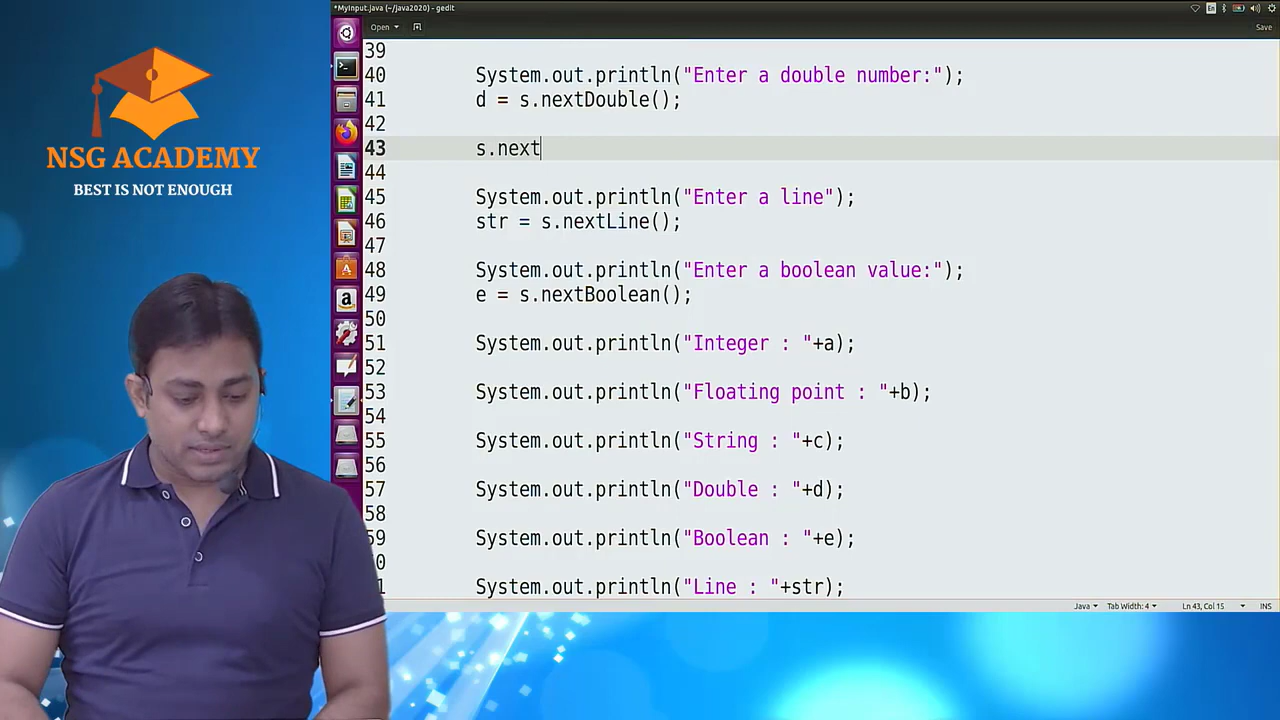 *MyInput.java (~/java2020) - gedit
En
Open
Save
NSG ACADEMY
BEST IS NOT ENOUGH
39
40 System.out.println("Enter a double number:");
41 d = s.nextDouble();
42
43 s.next
44
45 System.out.println("Enter a line");
46 str = s.nextLine();
47
48 System.out.println("Enter a boolean value:");
49 e = s.nextBoolean();
50
51 System.out.println("Integer : "+a);
52
53 System.out.println("Floating point : "+b);
54
55 System.out.println("String : "+c);
56
57 System.out.println("Double : "+d);
58
59 System.out.println("Boolean : "+e);
60
1 System.out.println("Line : "+str);
Java Tab Width: 4 Ln 43, Col 15 INS